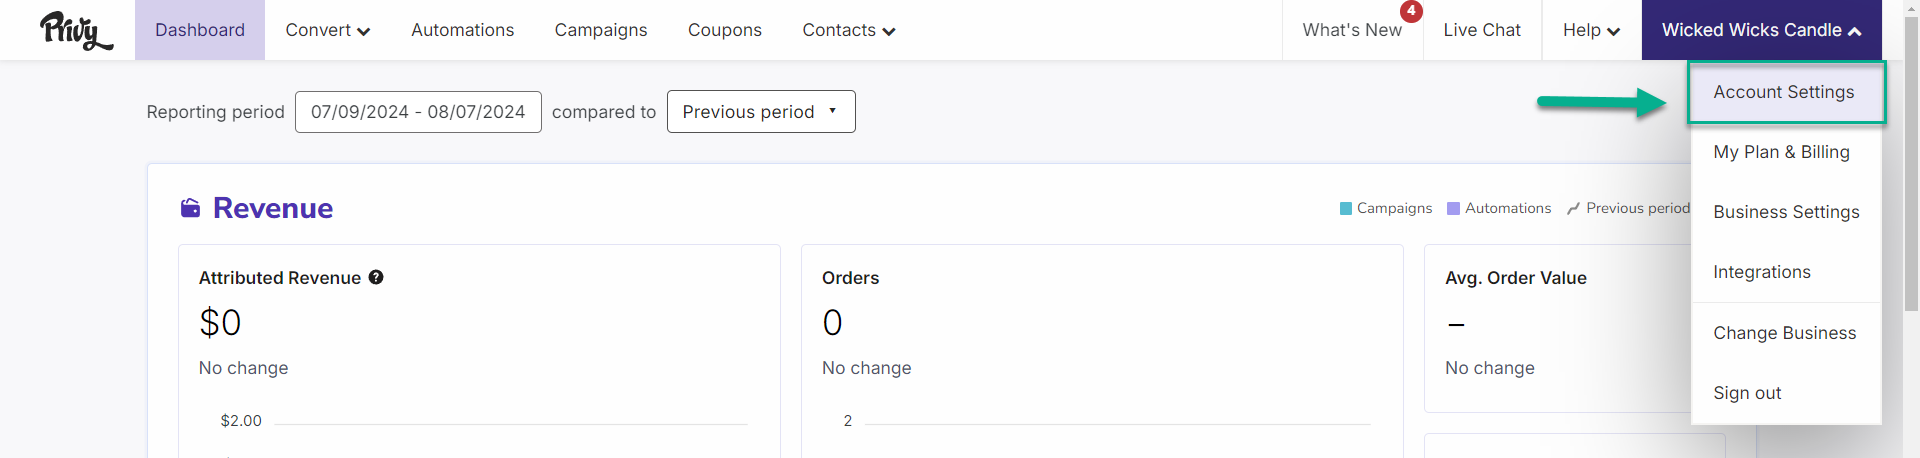 Privy
Dashboard
Convert
Automations
Campaigns
Coupons
Contacts
What's New
4
Live Chat
Help
Wicked Wicks Candle
Account Settings
My Plan & Billing
Business Settings
Integrations
Change Business
Sign out
Reporting period
07/09/2024 - 08/07/2024
compared to
Previous period
Revenue
Campaigns
Automations
Previous period
Attributed Revenue
$0
No change
$2.00
Orders
0
No change
2
Avg. Order Value
–
No change